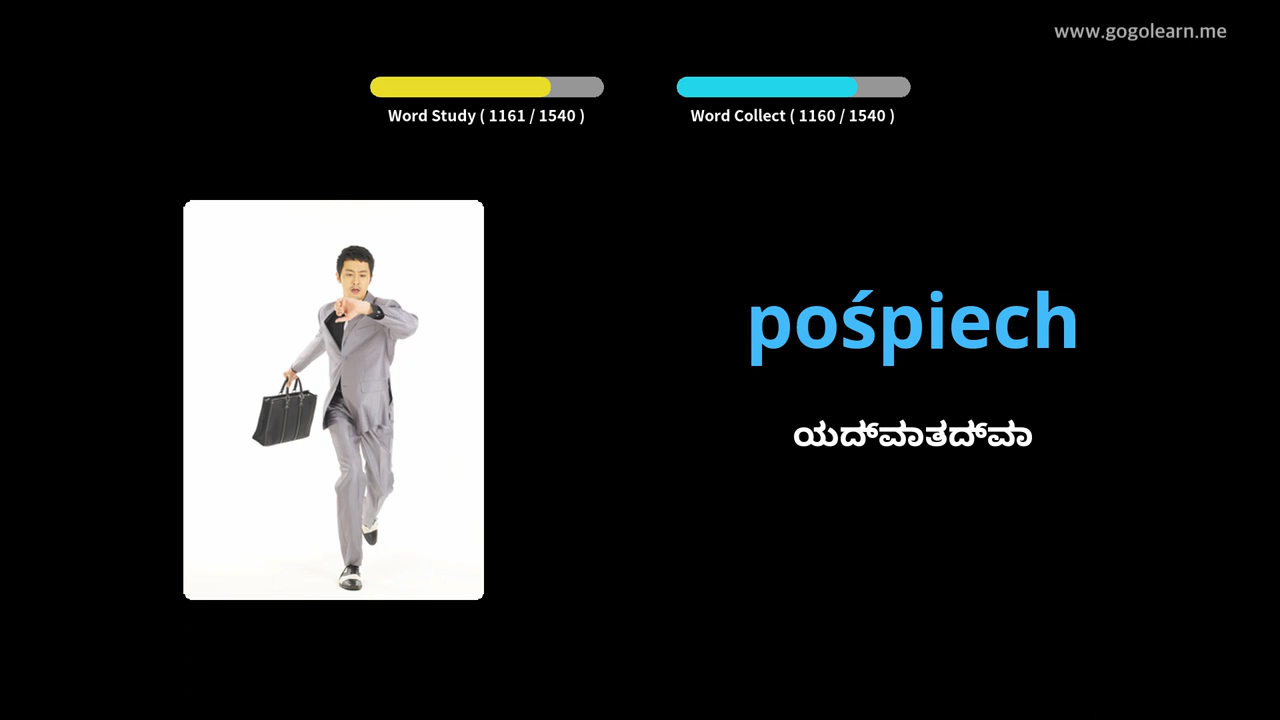 www.gogolearn.me
Word Study ( 1161 / 1540 )
Word Collect ( 1160 / 1540 )
pośpiech
ಯದ್‌ವಾತದ್‌ವಾ